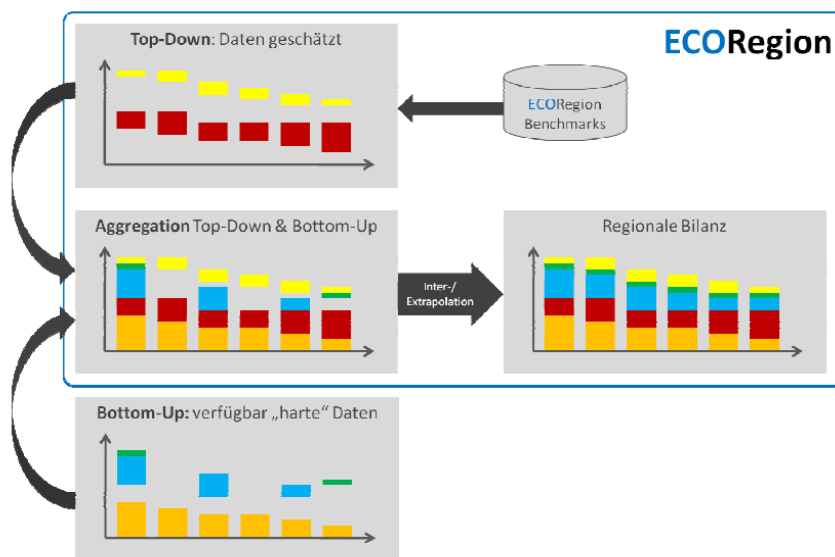 Top-Down: Daten geschätzt
ECORegion
ECORegion
Benchmarks
Aggregation Top-Down & Bottom-Up
Inter-/
Extrapolation
Regionale Bilanz
Bottom-Up: verfügbar „harte“ Daten